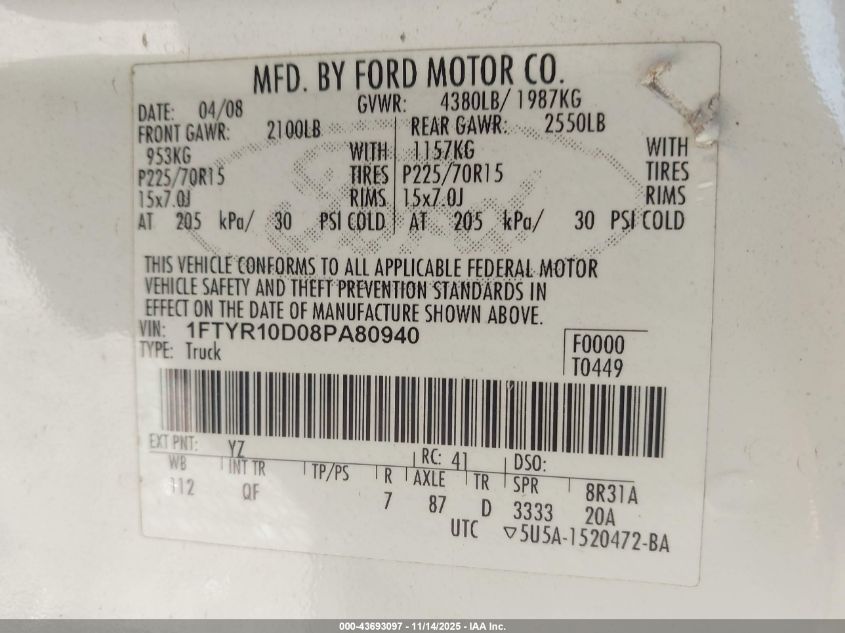 MFD. BY FORD MOTOR CO.
DATE: 04/08 GVWR: 4380LB/ 1987KG
FRONT GAWR: 2100LB REAR GAWR: 2550LB
953KG WITH 1157KG WITH
P225/70R15 TIRES P225/70R15 TIRES
15x7.0J RIMS 15x7.0J RIMS
AT 205 kPa/ 30 PSI COLD AT 205 kPa/ 30 PSI COLD
THIS VEHICLE CONFORMS TO ALL APPLICABLE FEDERAL MOTOR
VEHICLE SAFETY AND THEFT PREVENTION STANDARDS IN
EFFECT ON THE DATE OF MANUFACTURE SHOWN ABOVE.
VIN: 1FTYR10D08PA80940
TYPE: Truck
F0000
T0449
EXT PNT: YZ RC: 41 DSO:
WB INT TR TP/PS R AXLE TR SPR 8R31A
112 QF 7 87 D 3333 20A
UTC ▽5U5A-1520472-BA
Ford
000-43693097 - 11/14/2025 - IAA Inc.